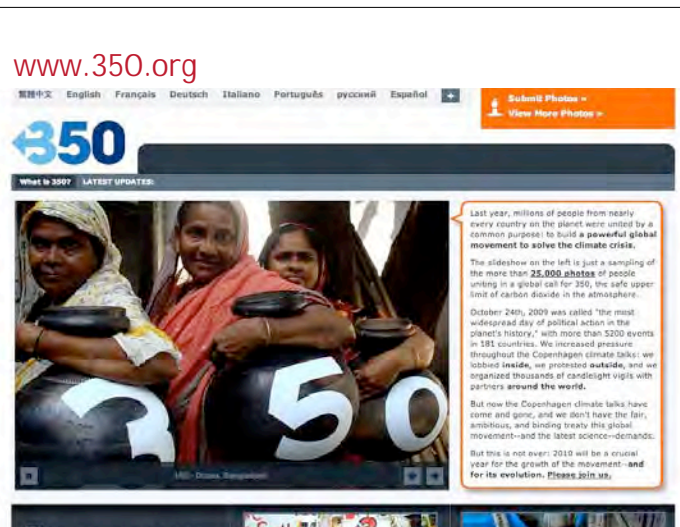 www.350.org
繁體中文 English Français Deutsch Italiano Português русский Español +
Submit Photos »
View More Photos »
350
What is 350? LATEST UPDATES:
Last year, millions of people from nearly
every country on the planet were united by a
common purpose: to build a powerful global
movement to solve the climate crisis.
The slideshow on the left is just a sampling of
the more than 25,000 photos of people
uniting in a global call for 350, the safe upper
limit of carbon dioxide in the atmosphere.
October 24th, 2009 was called "the most
widespread day of political action in the
planet's history," with more than 5200 events
in 181 countries. We increased pressure
throughout the Copenhagen climate talks: we
lobbied inside, we protested outside, and we
organized thousands of candlelight vigils with
partners around the world.
But now the Copenhagen climate talks have
come and gone, and we don't have the fair,
ambitious, and binding treaty this global
movement--and the latest science--demands.
But this is not over: 2010 will be a crucial
year for the growth of the movement--and
for its evolution. Please join us.
3 5 0
Bangladesh